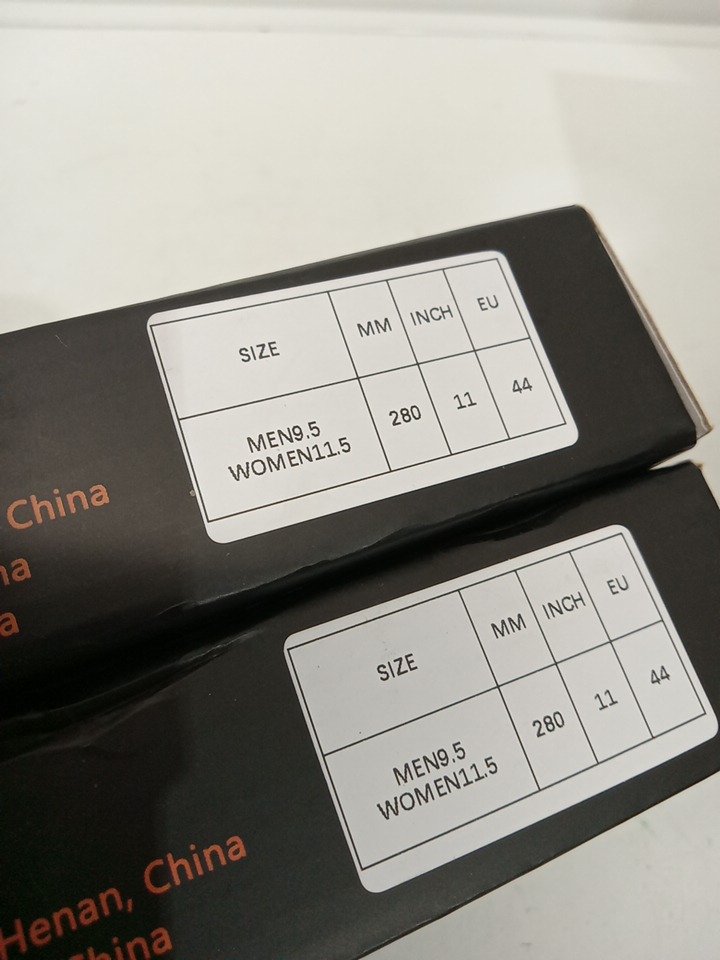 SIZE MM INCH EU
MEN9.5
WOMEN11.5 280 11 44
China
SIZE MM INCH EU
MEN9.5
WOMEN11.5 280 11 44
Henan, China
China